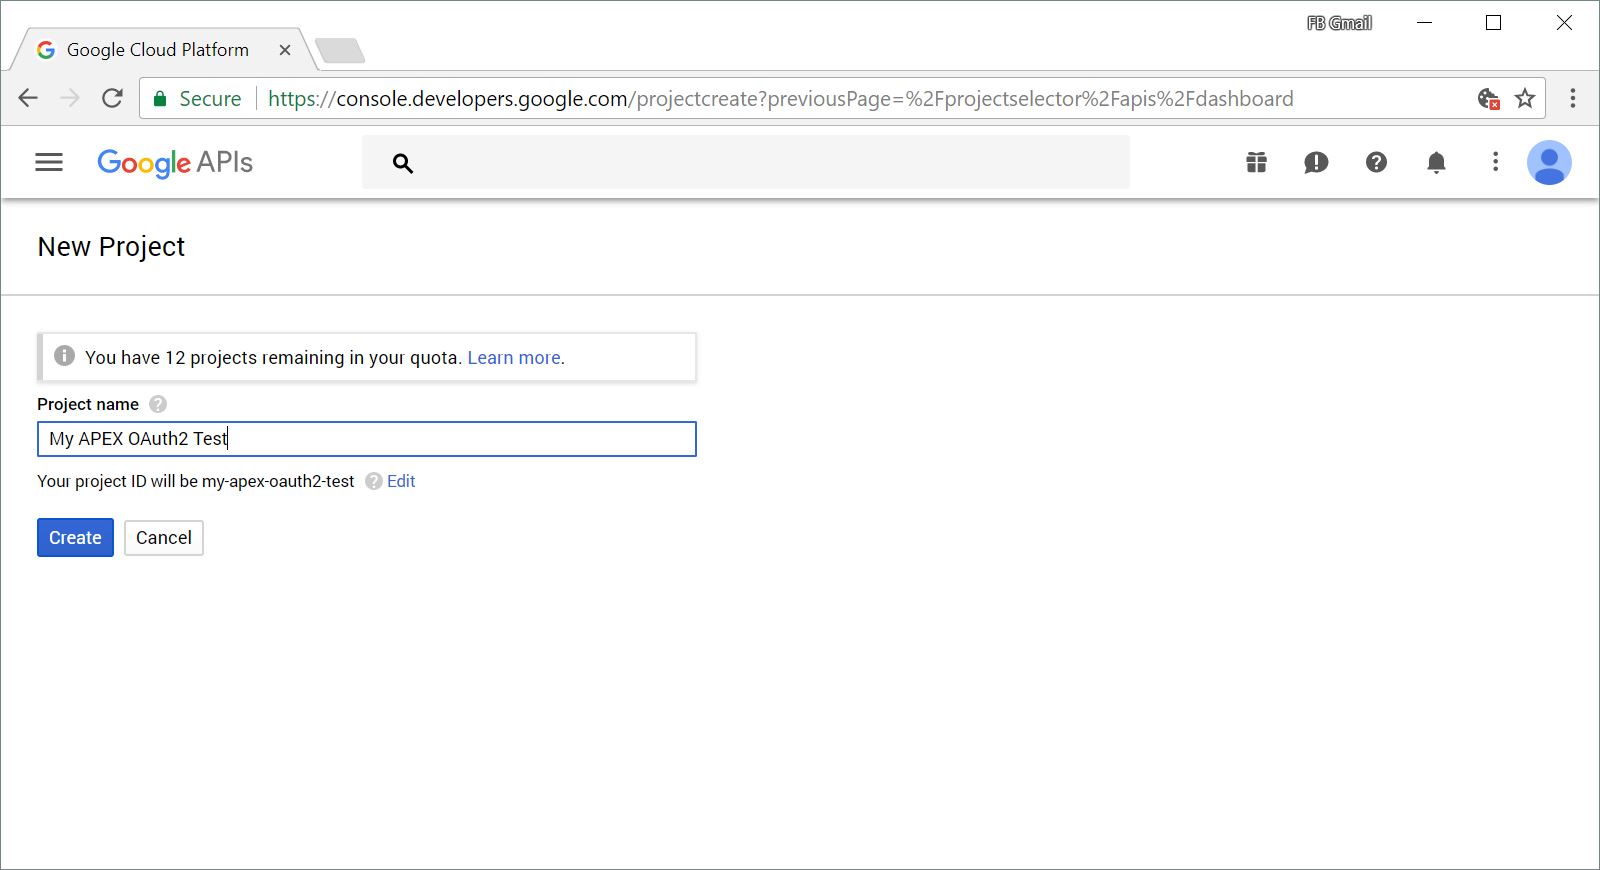 FB Gmail
Google Cloud Platform
Secure https://console.developers.google.com/projectcreate?previousPage=%2Fprojectselector%2Fapis%2Fdashboard
Google APIs
New Project
You have 12 projects remaining in your quota. Learn more.
Project name
My APEX OAuth2 Test
Your project ID will be my-apex-oauth2-test Edit
Create Cancel